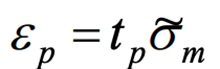 ε_p = t_p σ̃_m